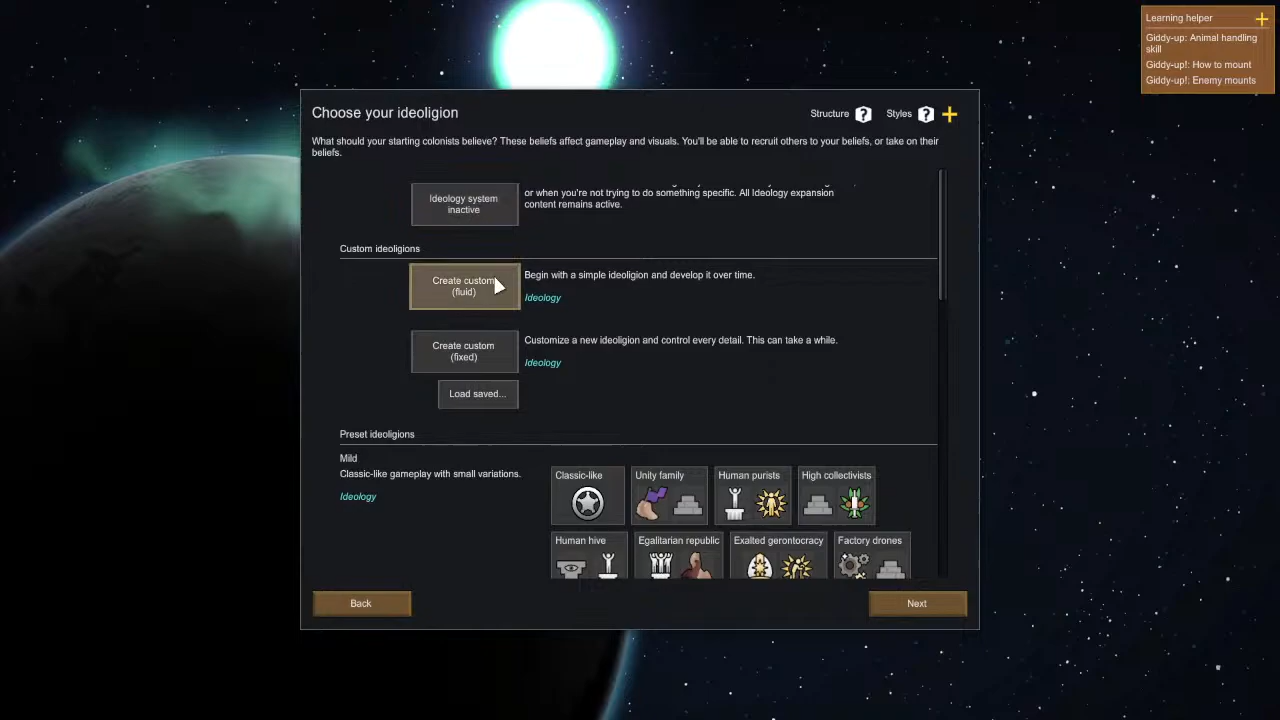 Learning helper
Giddy-up: Animal handling
skill
Giddy-up!: How to mount
Giddy-up!: Enemy mounts
Choose your ideoligion
Structure ?
Styles ?
What should your starting colonists believe? These beliefs affect gameplay and visuals. You'll be able to recruit others to your beliefs, or take on their
beliefs.
Ideology system
inactive
or when you're not trying to do something specific. All Ideology expansion
content remains active.
Custom ideoligions
Create custom
(fluid)
Begin with a simple ideoligion and develop it over time.
Ideology
Create custom
(fixed)
Customize a new ideoligion and control every detail. This can take a while.
Ideology
Load saved...
Preset ideoligions
Mild
Classic-like gameplay with small variations.
Ideology
Classic-like
Unity family
Human purists
High collectivists
Human hive
Egalitarian republic
Exalted gerontocracy
Factory drones
Back
Next